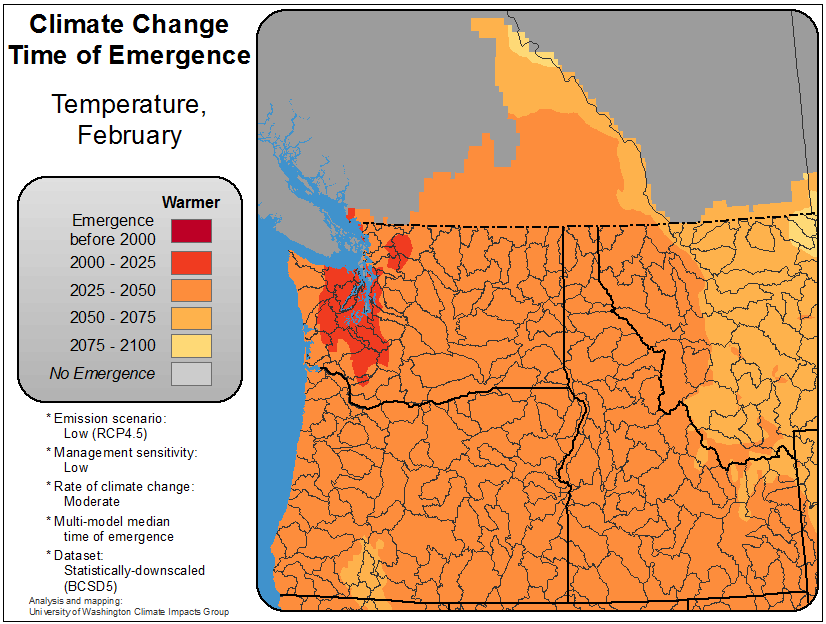 Climate Change
Time of Emergence
Temperature,
February
Warmer
Emergence
before 2000
2000 - 2025
2025 - 2050
2050 - 2075
2075 - 2100
No Emergence
* Emission scenario:
Low (RCP4.5)
* Management sensitivity:
Low
* Rate of climate change:
Moderate
* Multi-model median
time of emergence
* Dataset:
Statistically-downscaled
(BCSD5)
Analysis and mapping:
University of Washington Climate Impacts Group